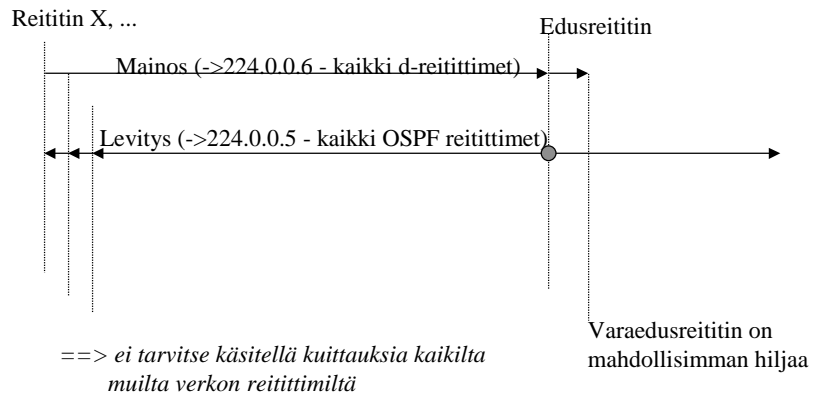 Reititin X, ...
Edusreititin
Mainos (->224.0.0.6 - kaikki d-reitittimet)
Levitys (->224.0.0.5 - kaikki OSPF reitittimet)
==> ei tarvitse käsitellä kuittauksia kaikilta
muilta verkon reitittimiltä
Varaedusreititin on
mahdollisimman hiljaa